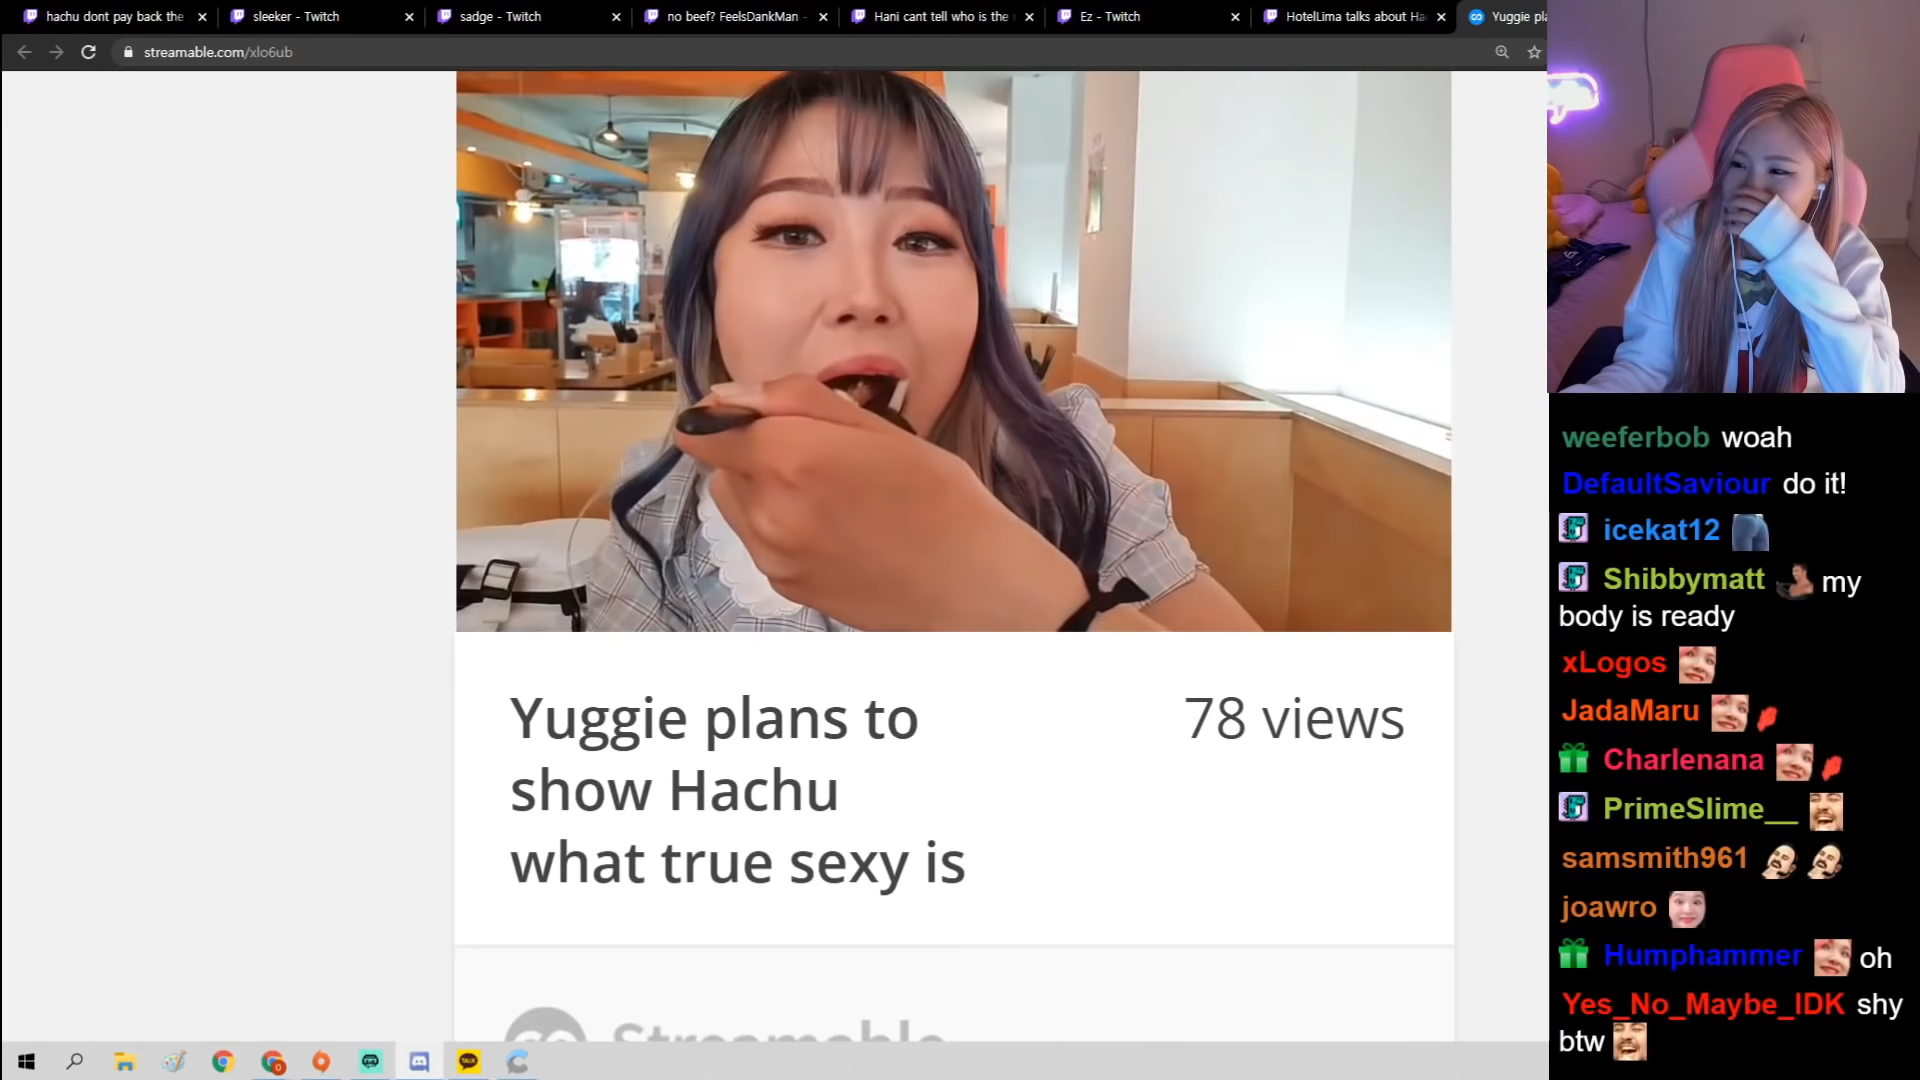 hachu dont pay back the
sleeker - Twitch
sadge - Twitch
no beef? FeelsDankMan -
Hani cant tell who is the
Ez - Twitch
HotelLima talks about Ha
Yuggie pla
streamable.com/xlo6ub
Yuggie plans to
show Hachu
what true sexy is
78 views
Streamable
TALK
weeferbob woah
DefaultSaviour do it!
icekat12
Shibbymatt my
body is ready
xLogos
JadaMaru
Charlenana
PrimeSlime__
samsmith961
joawro
Humphammer oh
Yes_No_Maybe_IDK shy
btw